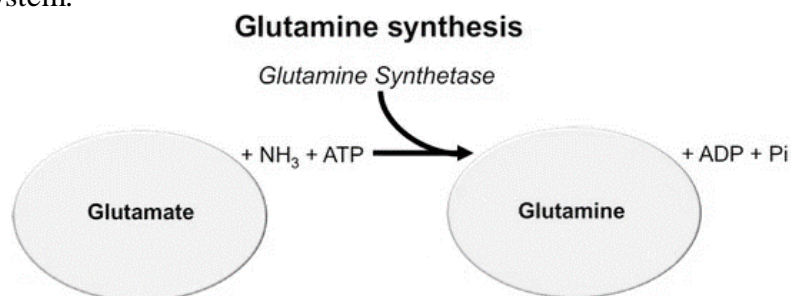 Glutamine synthesis
Glutamine Synthetase
+ NH₃ + ATP
+ ADP + Pi
Glutamate
Glutamine